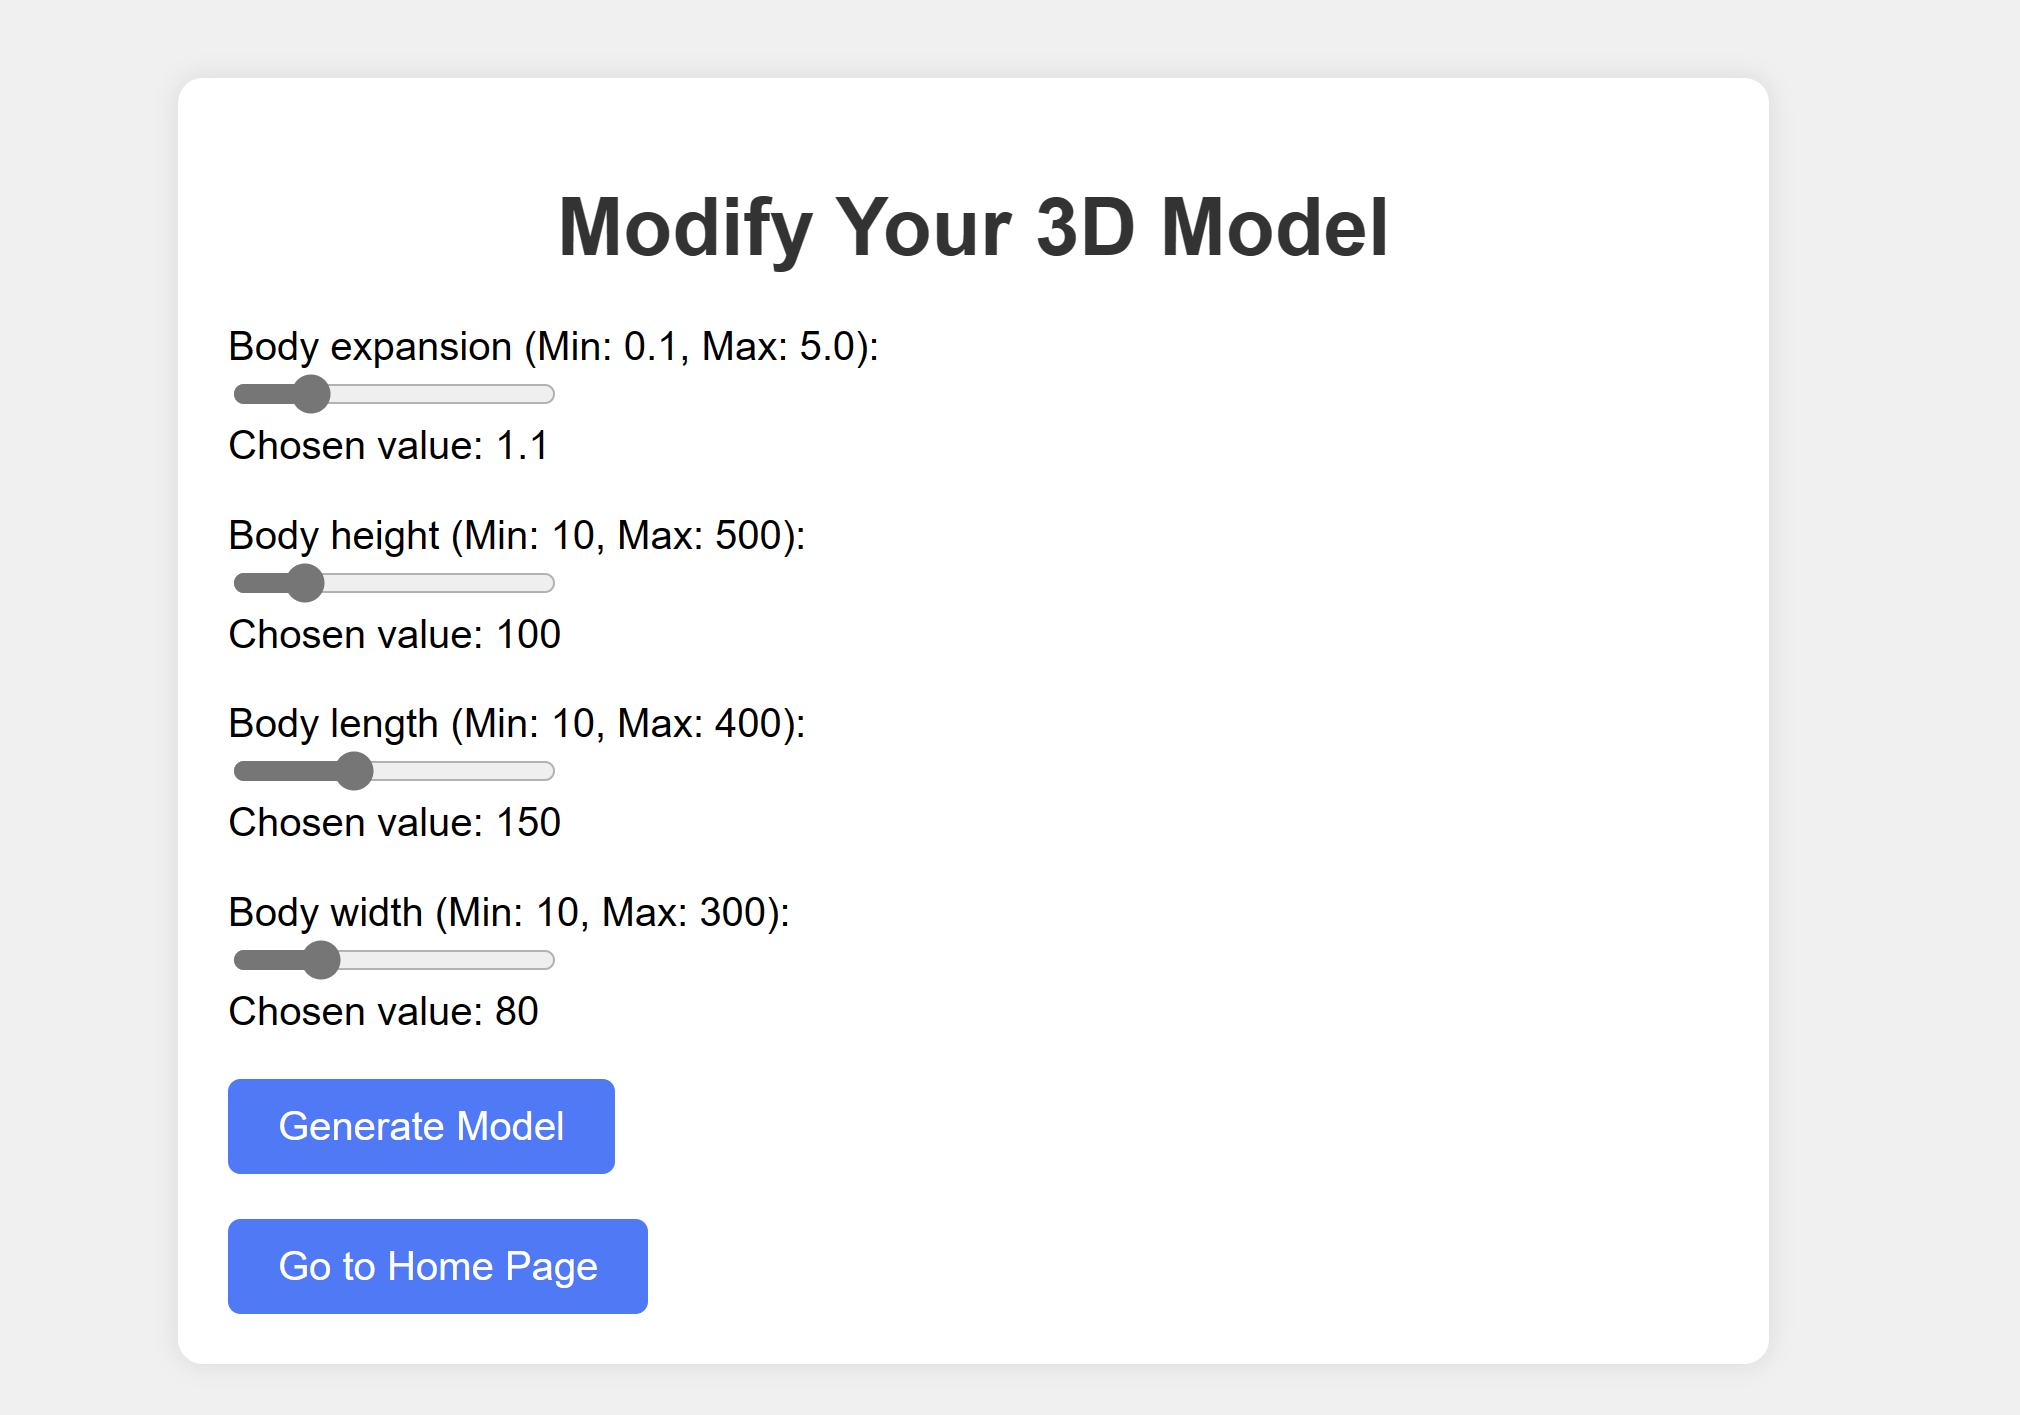 Modify Your 3D Model
Body expansion (Min: 0.1, Max: 5.0):
Chosen value: 1.1
Body height (Min: 10, Max: 500):
Chosen value: 100
Body length (Min: 10, Max: 400):
Chosen value: 150
Body width (Min: 10, Max: 300):
Chosen value: 80
Generate Model
Go to Home Page